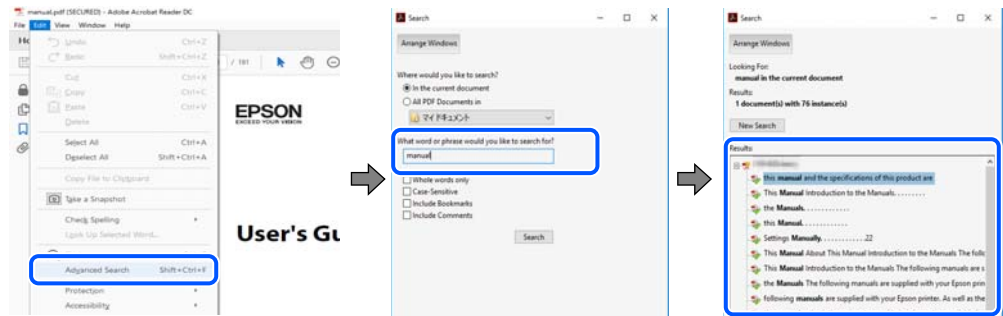 manual.pdf (SECURED) - Adobe Acrobat Reader DC
File Edit View Window Help
Undo Ctrl+Z
Redo Shift+Ctrl+Z
/ 181
Cut Ctrl+X
Copy Ctrl+C
Paste Ctrl+V
Delete
Select All Ctrl+A
Deselect All Shift+Ctrl+A
Copy File to Clipboard
Take a Snapshot
Check Spelling
Look Up Selected Word...
Advanced Search Shift+Ctrl+F
Protection
Accessibility
EPSON
EXCEED YOUR VISION
User's Gu
Search
Arrange Windows
Where would you like to search?
In the current document
All PDF Documents in
マイ ドキュメント
What word or phrase would you like to search for?
manual
Whole words only
Case-Sensitive
Include Bookmarks
Include Comments
Search
Search
Arrange Windows
Looking For:
manual in the current document
Results:
1 document(s) with 76 instance(s)
New Search
Results:
this manual and the specifications of this product are
This Manual Introduction to the Manuals. . . . . . . . .
the Manuals. . . . . . . . . . . . .
this Manual. . . . . . . . . . . . .
Settings Manually. . . . . . . . . . . . .22
This Manual About This Manual Introduction to the Manuals The follo
This Manual Introduction to the Manuals The following manuals are s
the Manuals The following manuals are supplied with your Epson prin
following manuals are supplied with your Epson printer. As well as the